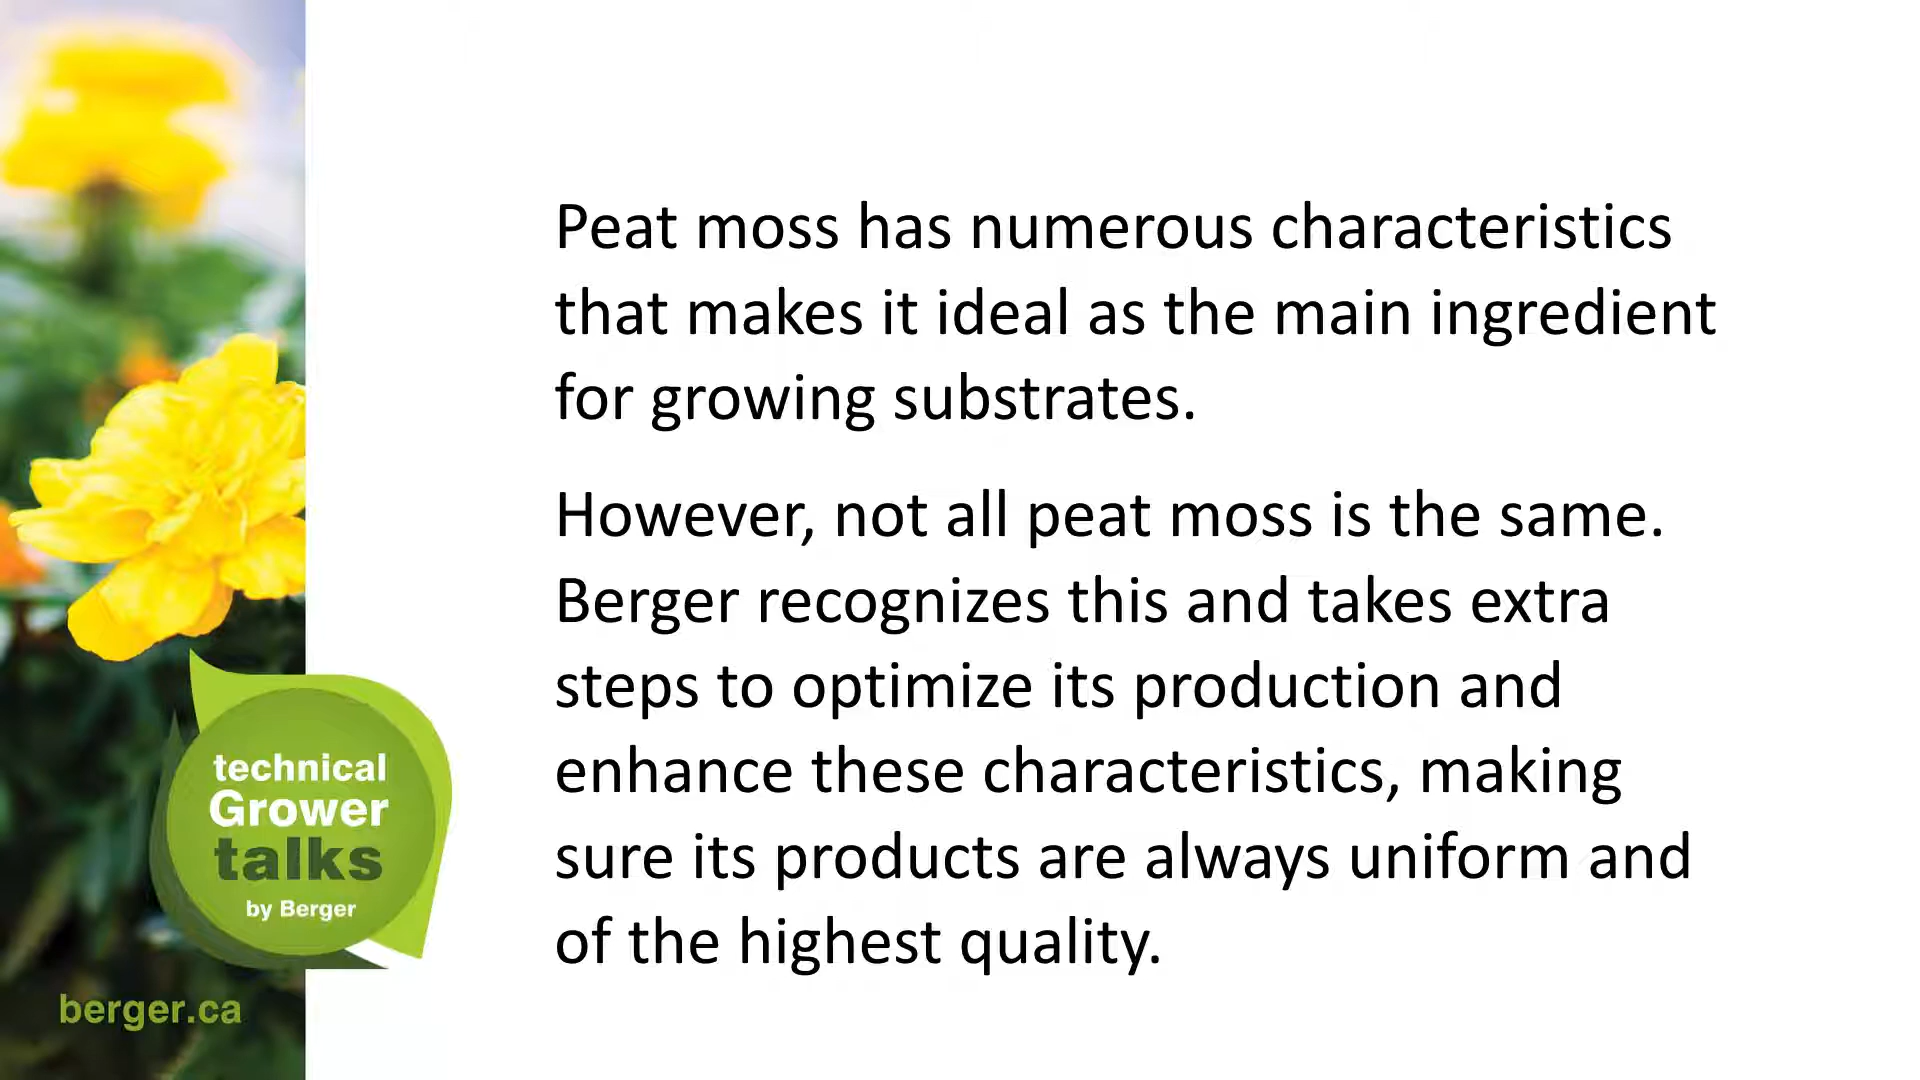 Peat moss has numerous characteristics
that makes it ideal as the main ingredient
for growing substrates.
However, not all peat moss is the same.
Berger recognizes this and takes extra
steps to optimize its production and
enhance these characteristics, making
sure its products are always uniform and
of the highest quality.
technical
Grower
talks
by Berger
berger.ca